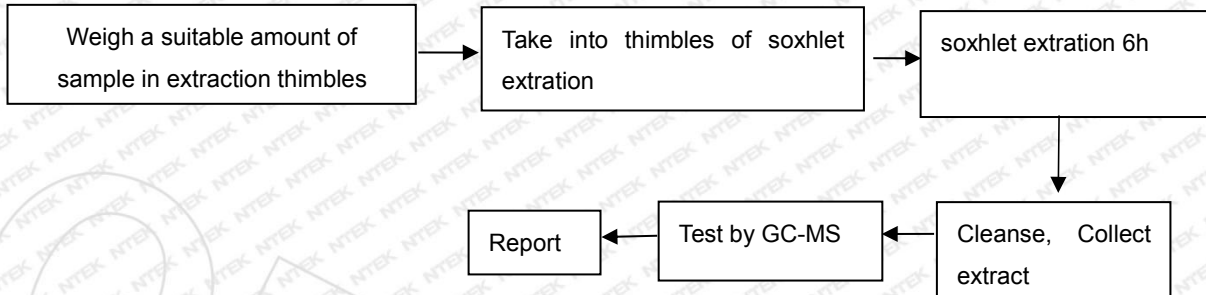 Weigh a suitable amount of
sample in extraction thimbles
Take into thimbles of soxhlet
extration
soxhlet extration 6h
Cleanse, Collect
extract
Test by GC-MS
Report